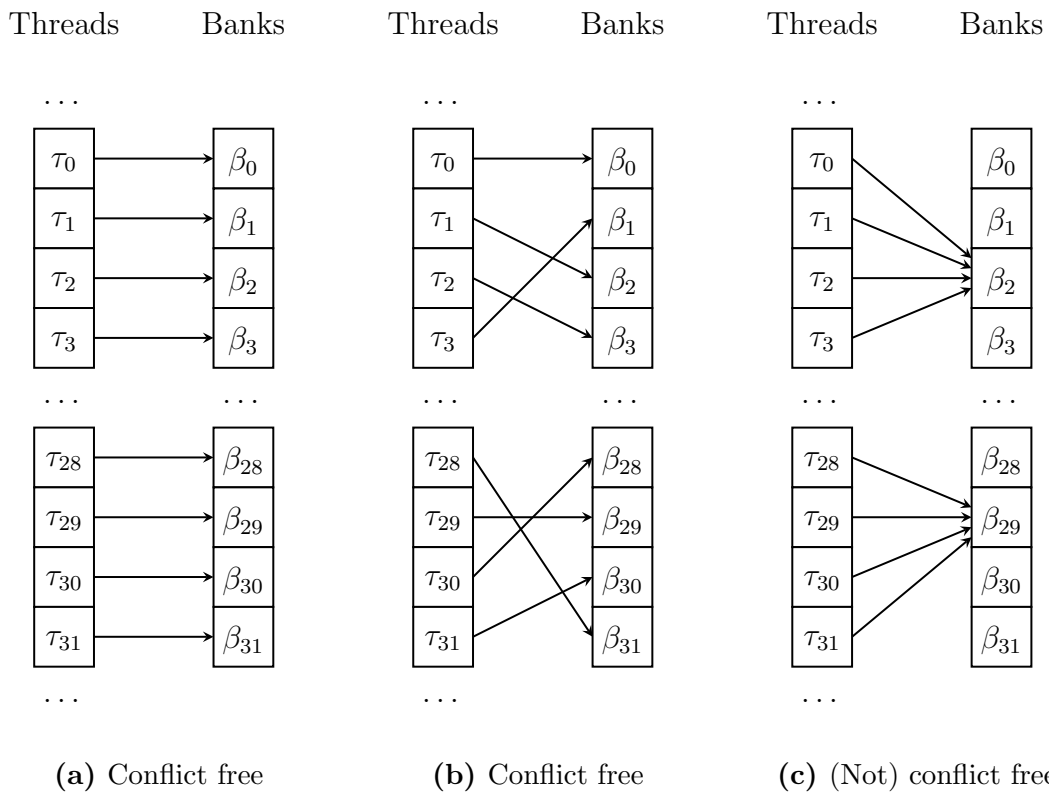 Threads Banks Threads Banks Threads Banks
... ... ...
τ0 β0 τ0 β0 τ0 β0
τ1 β1 τ1 β1 τ1 β1
τ2 β2 τ2 β2 τ2 β2
τ3 β3 τ3 β3 τ3 β3
... ... ... ... ... ...
τ28 β28 τ28 β28 τ28 β28
τ29 β29 τ29 β29 τ29 β29
τ30 β30 τ30 β30 τ30 β30
τ31 β31 τ31 β31 τ31 β31
... ... ...
(a) Conflict free (b) Conflict free (c) (Not) conflict free